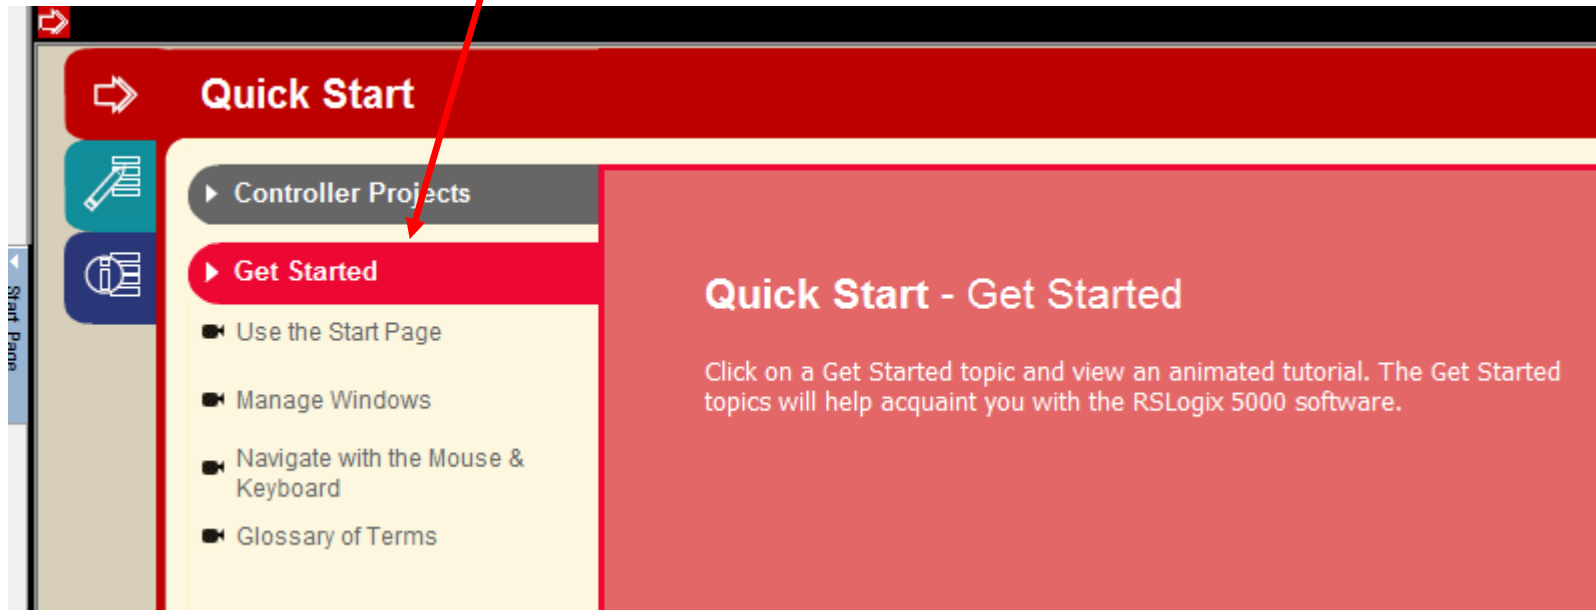 Quick Start
Controller Projects
Get Started
Use the Start Page
Manage Windows
Navigate with the Mouse &
Keyboard
Glossary of Terms
Start Page
Quick Start - Get Started
Click on a Get Started topic and view an animated tutorial. The Get Started
topics will help acquaint you with the RSLogix 5000 software.